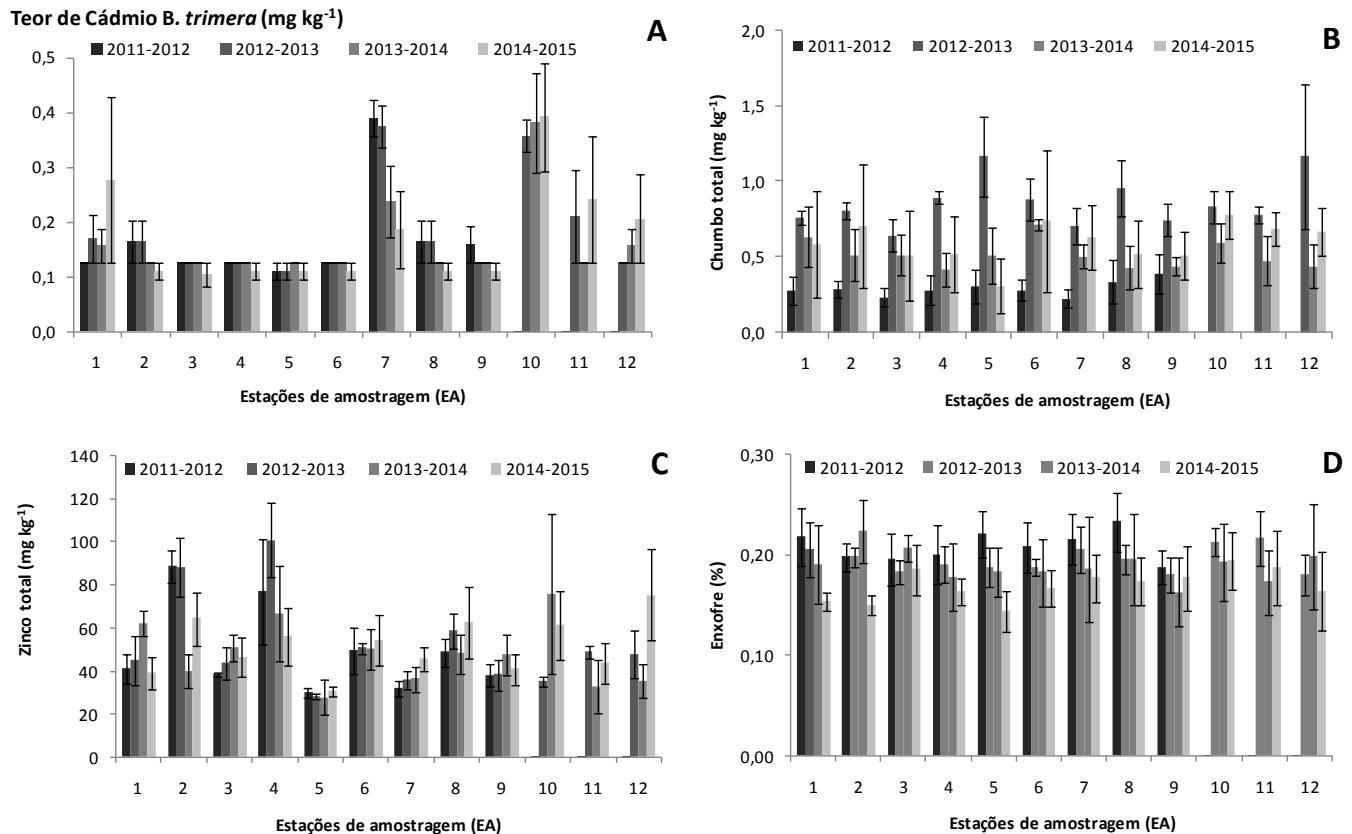 Teor de Cádmio B. trimera (mg kg⁻¹)
A
2011-2012 2012-2013 2013-2014 2014-2015
0,5
0,4
0,3
0,2
0,1
0,0
1 2 3 4 5 6 7 8 9 10 11 12
Estações de amostragem (EA)
B
2011-2012 2012-2013 2013-2014 2014-2015
Chumbo total (mg kg⁻¹)
2,0
1,5
1,0
0,5
0,0
1 2 3 4 5 6 7 8 9 10 11 12
Estações de amostragem (EA)
C
2011-2012 2012-2013 2013-2014 2014-2015
Zinco total (mg kg⁻¹)
140
120
100
80
60
40
20
0
1 2 3 4 5 6 7 8 9 10 11 12
Estações de amostragem (EA)
D
2011-2012 2012-2013 2013-2014 2014-2015
Enxofre (%)
0,30
0,20
0,10
0,00
1 2 3 4 5 6 7 8 9 10 11 12
Estações de amostragem (EA)